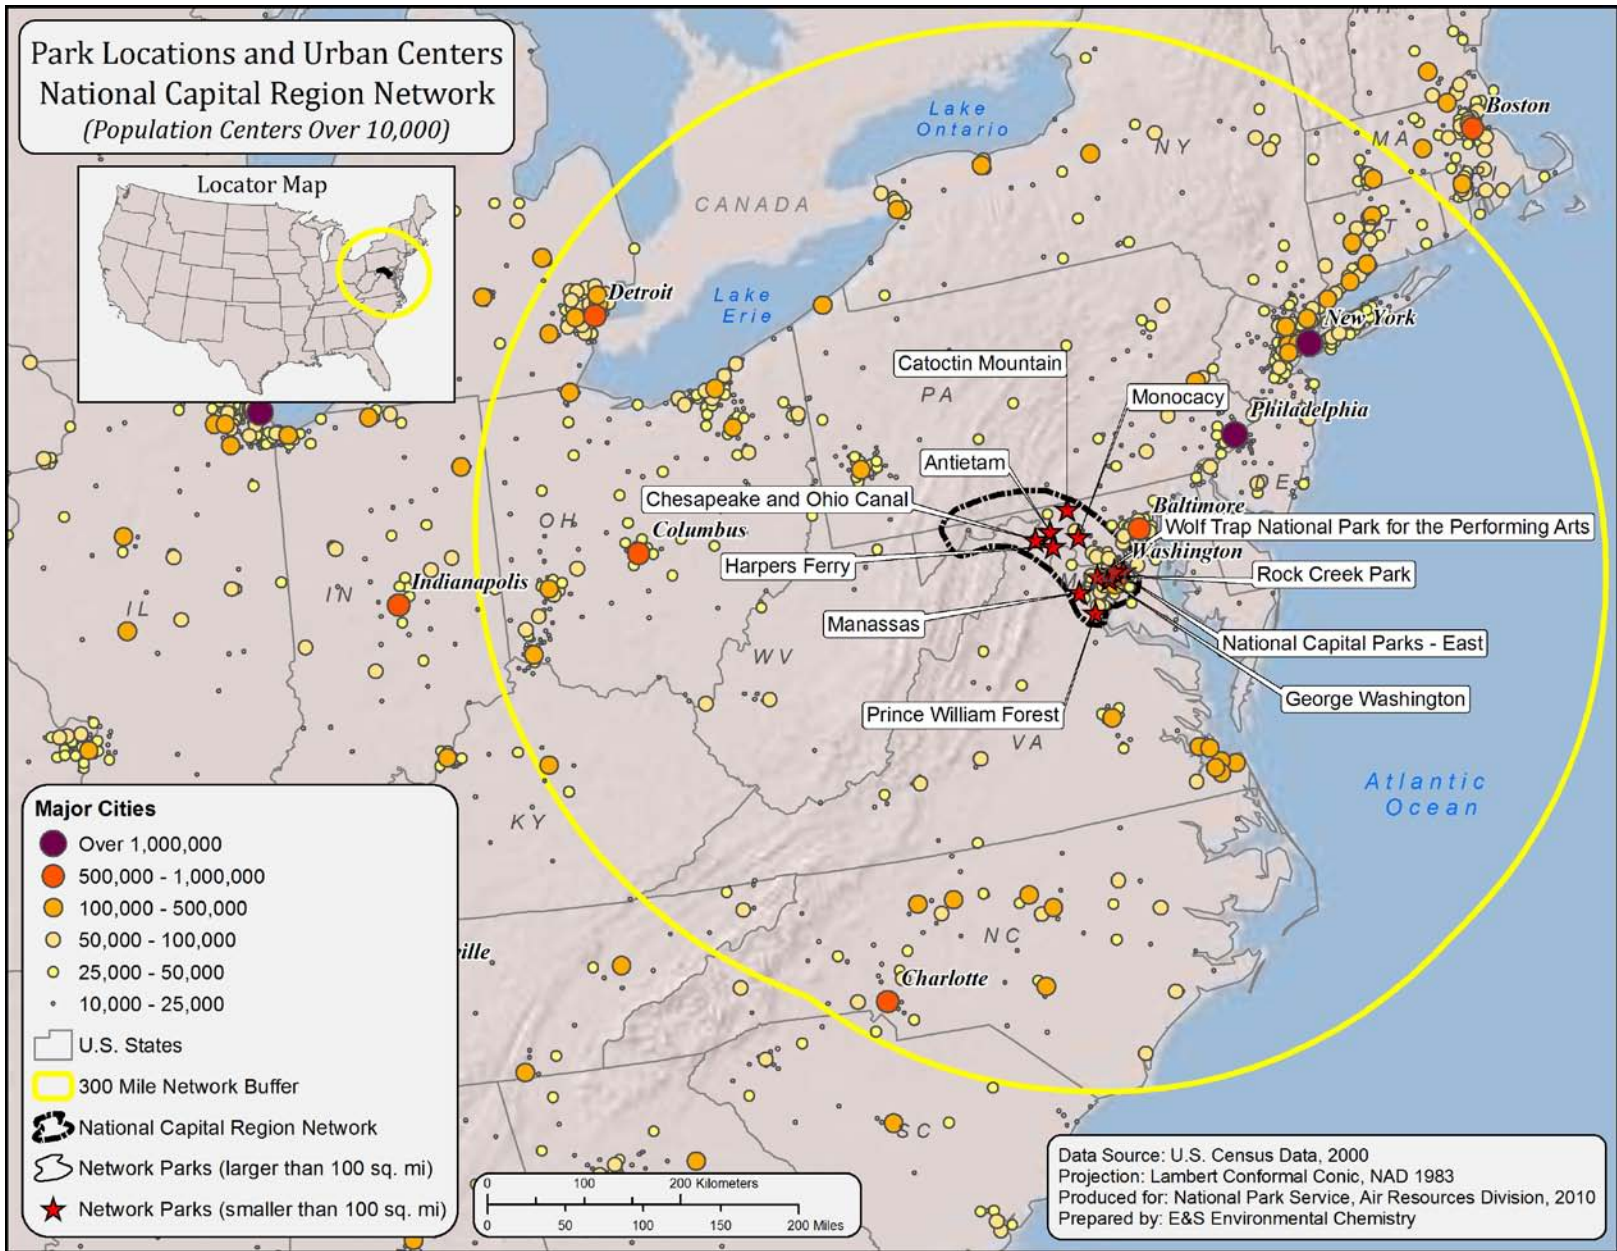 Park Locations and Urban Centers
National Capital Region Network
(Population Centers Over 10,000)
Locator Map
Lake
Ontario
NY
MA
Boston
CANADA
Detroit
Lake
Erie
New York
Catoctin Mountain
PA
Monocacy
Philadelphia
Antietam
DE
Chesapeake and Ohio Canal
Baltimore
OH
Columbus
Wolf Trap National Park for the Performing Arts
Washington
Harpers Ferry
Rock Creek Park
Indianapolis
IL
IN
Manassas
National Capital Parks - East
WV
George Washington
Prince William Forest
VA
Atlantic
Ocean
KY
NC
ville
Charlotte
SC
Major Cities
Over 1,000,000
500,000 - 1,000,000
100,000 - 500,000
50,000 - 100,000
25,000 - 50,000
10,000 - 25,000
U.S. States
300 Mile Network Buffer
National Capital Region Network
Network Parks (larger than 100 sq. mi)
Network Parks (smaller than 100 sq. mi)
0 100 200 Kilometers
0 50 100 150 200 Miles
Data Source: U.S. Census Data, 2000
Projection: Lambert Conformal Conic, NAD 1983
Produced for: National Park Service, Air Resources Division, 2010
Prepared by: E&S Environmental Chemistry